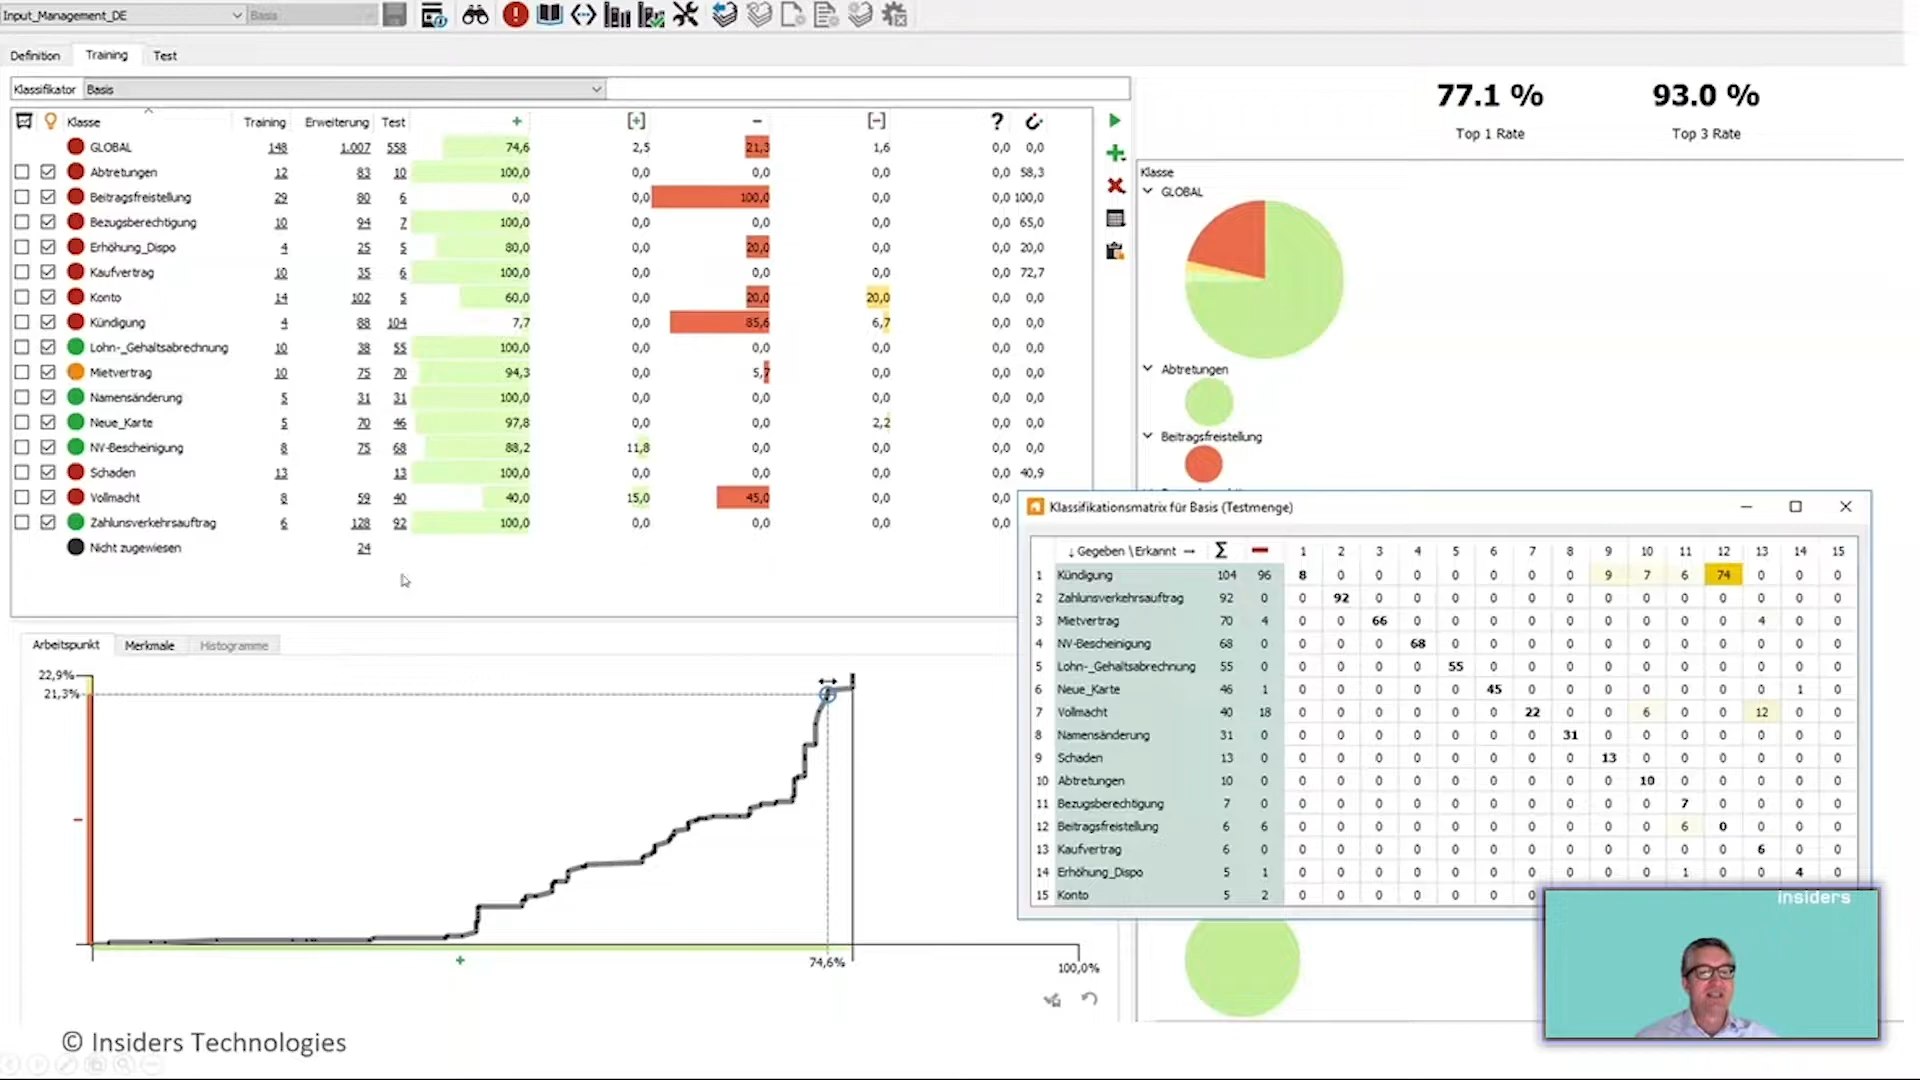 Input_Management_DE Basis
Definition Training Test
Klassifikator Basis
Klasse Training Erweiterung Test + [+] − [−] ?
GLOBAL 148 1.007 558 74,6 2,5 21,3 1,6 0,0 0,0
Abtretungen 12 83 10 100,0 0,0 0,0 0,0 0,0 58,3
Beitragsfreistellung 29 80 6 0,0 0,0 100,0 0,0 0,0 100,0
Bezugsberechtigung 10 94 7 100,0 0,0 0,0 0,0 0,0 65,0
Erhöhung_Dispo 4 25 5 80,0 0,0 20,0 0,0 0,0 20,0
Kaufvertrag 10 35 6 100,0 0,0 0,0 0,0 0,0 72,7
Konto 14 102 5 60,0 0,0 20,0 20,0 0,0 0,0
Kündigung 4 88 104 7,7 0,0 85,6 6,7 0,0 0,0
Lohn-_Gehaltsabrechnung 10 38 55 100,0 0,0 0,0 0,0 0,0 0,0
Mietvertrag 10 75 70 94,3 0,0 5,7 0,0 0,0 0,0
Namensänderung 5 31 31 100,0 0,0 0,0 0,0 0,0 0,0
Neue_Karte 5 70 46 97,8 0,0 0,0 2,2 0,0 0,0
NV-Bescheinigung 8 75 68 88,2 11,8 0,0 0,0 0,0 0,0
Schaden 13 13 100,0 0,0 0,0 0,0 0,0 40,9
Vollmacht 8 59 40 40,0 15,0 45,0 0,0 0,0
Zahlunsverkehrsauftrag 6 128 92 100,0 0,0 0,0 0,0 0,0
Nicht zugewiesen 24
77.1 % 93.0 %
Top 1 Rate Top 3 Rate
Klasse
GLOBAL
Abtretungen
Beitragsfreistellung
Klassifikationsmatrix für Basis (Testmenge)
↓ Gegeben \ Erkannt → Σ − 1 2 3 4 5 6 7 8 9 10 11 12 13 14 15
1 Kündigung 104 96 8 0 0 0 0 0 0 0 9 7 6 74 0 0 0
2 Zahlunsverkehrsauftrag 92 0 0 92 0 0 0 0 0 0 0 0 0 0 0 0 0
3 Mietvertrag 70 4 0 0 66 0 0 0 0 0 0 0 0 0 4 0 0
4 NV-Bescheinigung 68 0 0 0 0 68 0 0 0 0 0 0 0 0 0 0 0
5 Lohn-_Gehaltsabrechnung 55 0 0 0 0 0 55 0 0 0 0 0 0 0 0 0 0
6 Neue_Karte 46 1 0 0 0 0 0 45 0 0 0 0 0 0 0 1 0
7 Vollmacht 40 18 0 0 0 0 0 0 22 0 0 6 0 0 12 0 0
8 Namensänderung 31 0 0 0 0 0 0 0 0 31 0 0 0 0 0 0 0
9 Schaden 13 0 0 0 0 0 0 0 0 0 13 0 0 0 0 0 0
10 Abtretungen 10 0 0 0 0 0 0 0 0 0 0 10 0 0 0 0 0
11 Bezugsberechtigung 7 0 0 0 0 0 0 0 0 0 0 0 7 0 0 0 0
12 Beitragsfreistellung 6 6 0 0 0 0 0 0 0 0 0 0 6 0 0 0 0
13 Kaufvertrag 6 0 0 0 0 0 0 0 0 0 0 0 0 0 6 0 0
14 Erhöhung_Dispo 5 1 0 0 0 0 0 0 0 0 0 0 1 0 0 4 0
15 Konto 5 2 0 0 0 0 0 0 0
Arbeitspunkt Merkmale Histogramme
22,9%
21,3%
−
+
74,6%
100,0%
insiders
© Insiders Technologies